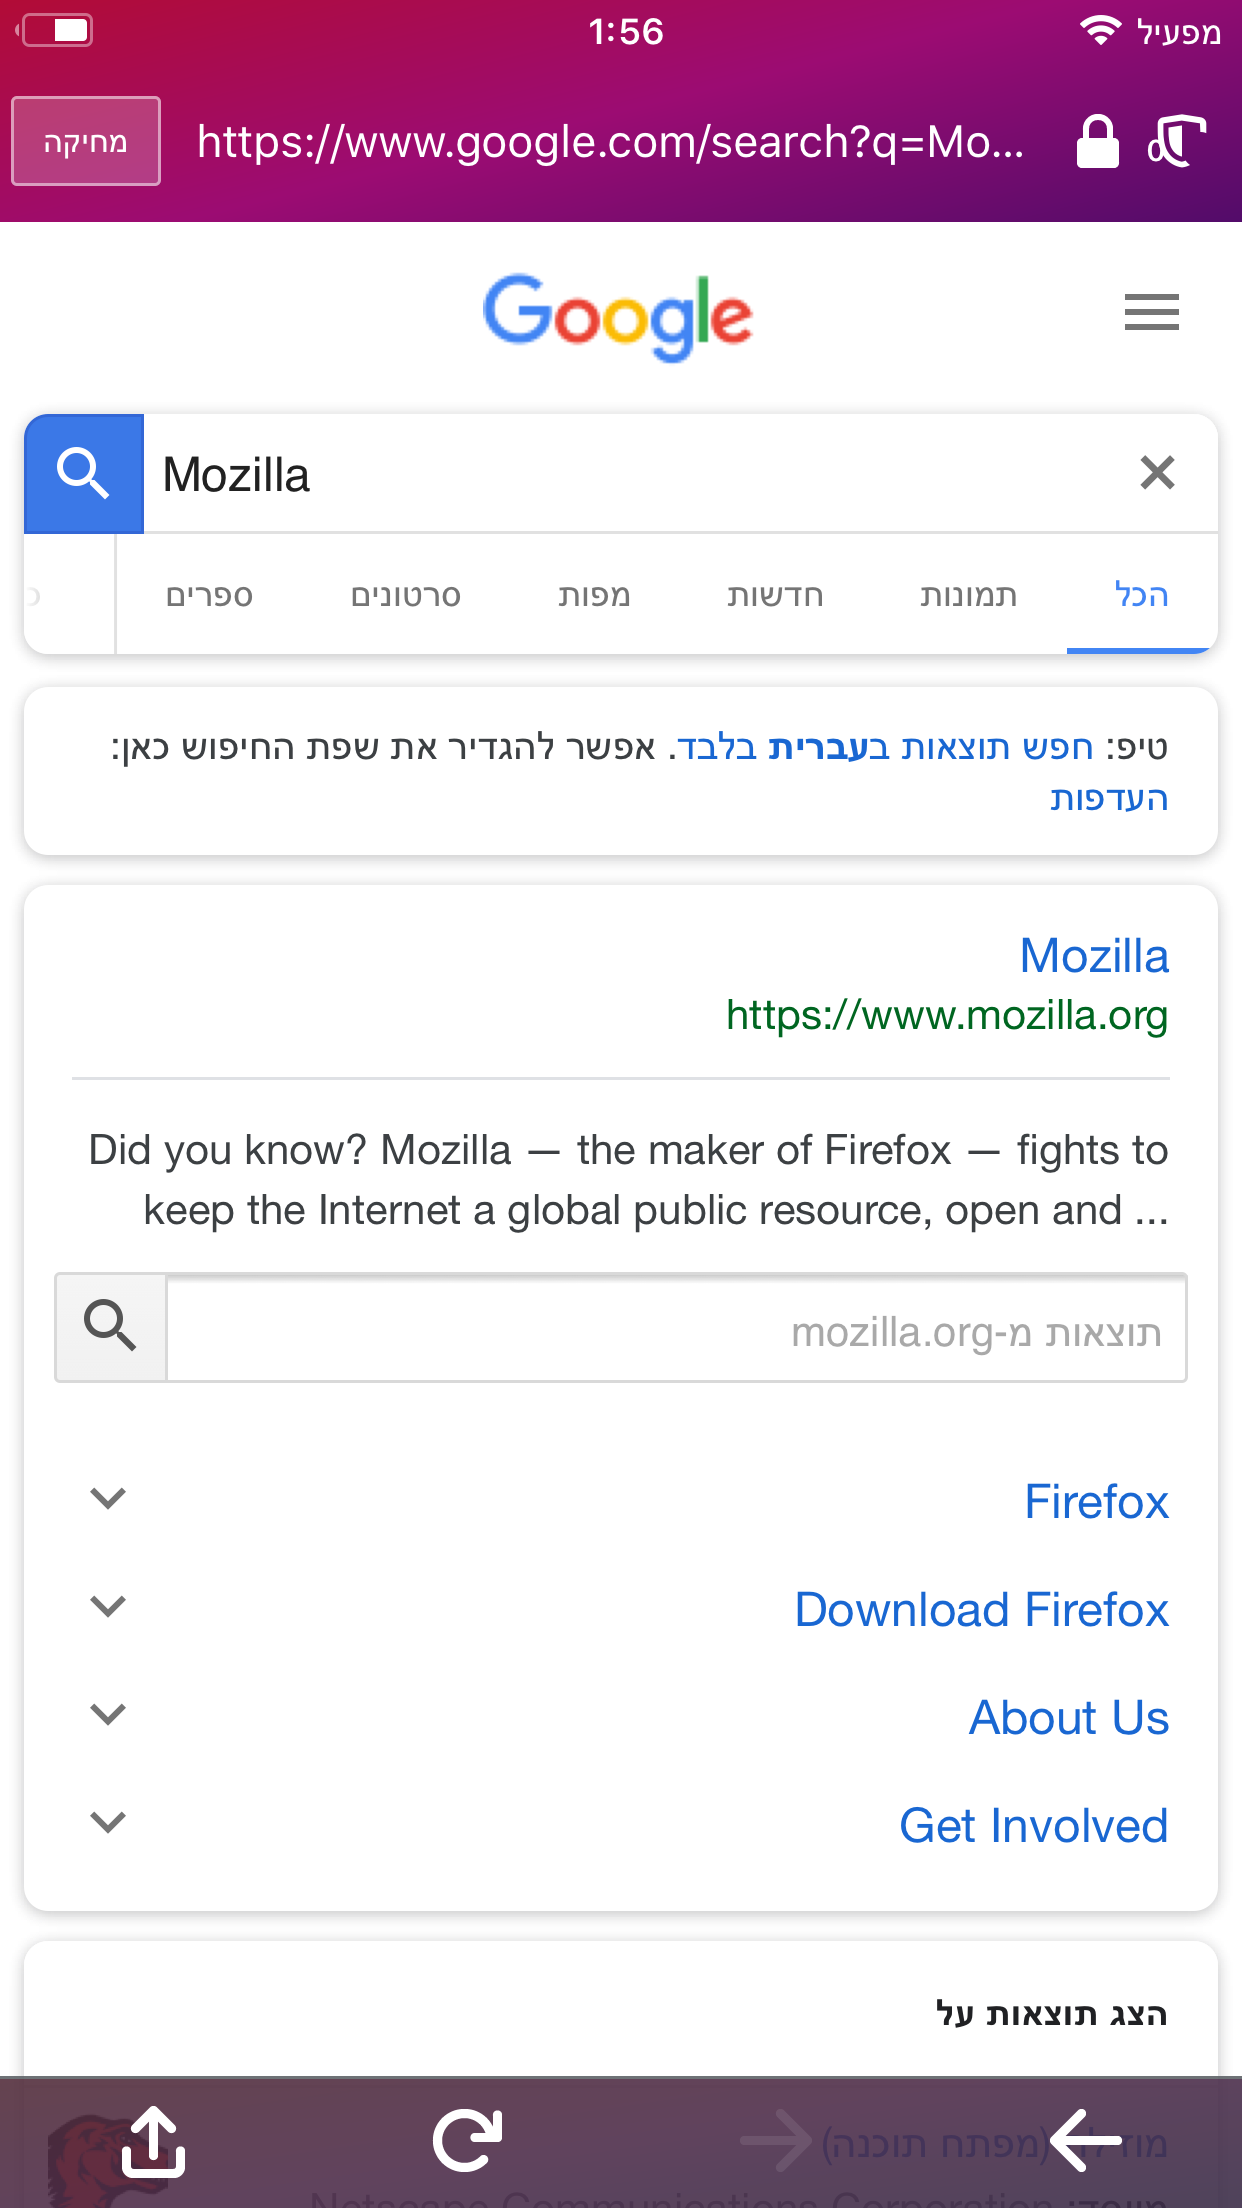 מפעיל
1:56
https://www.google.com/search?q=Mo...
מחיקה
Google
Mozilla
הכל תמונות חדשות מפות סרטונים ספרים
טיפ: חפש תוצאות בעברית בלבד. אפשר להגדיר את שפת החיפוש כאן:
העדפות
Mozilla
https://www.mozilla.org
Did you know? Mozilla — the maker of Firefox — fights to
keep the Internet a global public resource, open and ...
תוצאות מ-mozilla.org
Firefox
Download Firefox
About Us
Get Involved
הצג תוצאות על
(מפתח תוכנה)
Netscape Communications Corporation